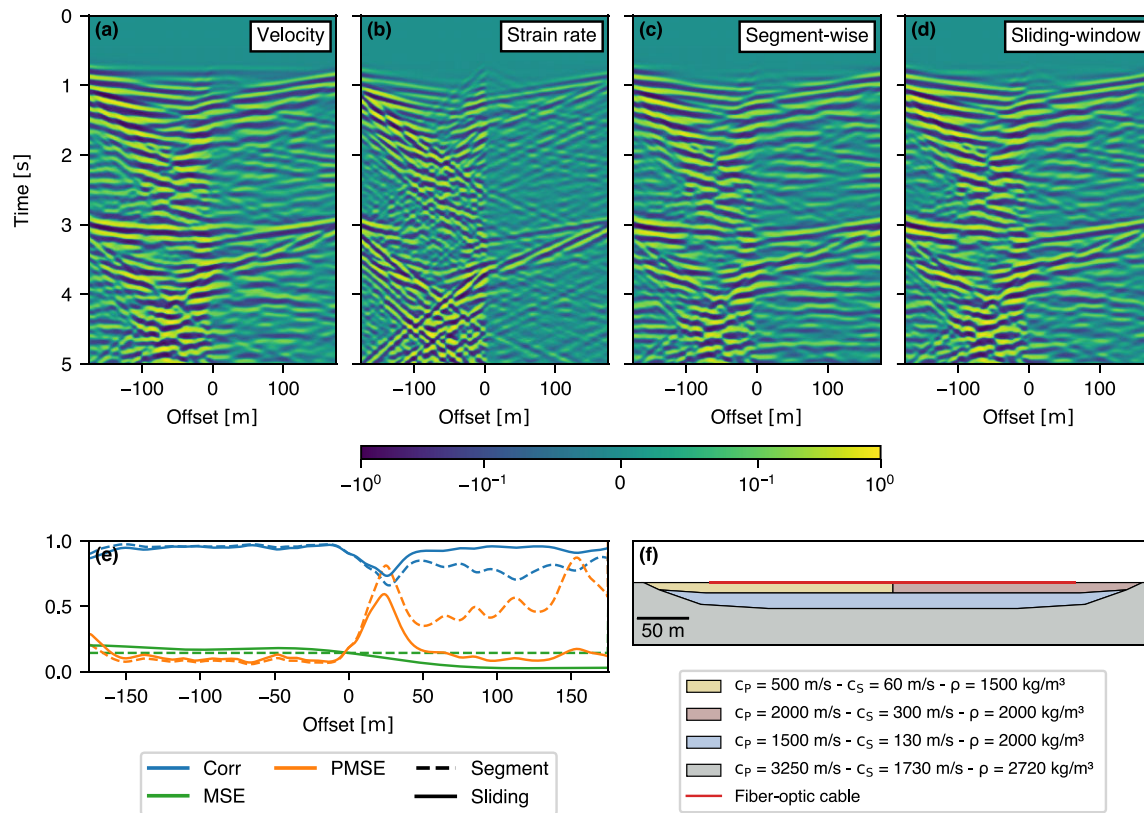 (a) Velocity
(b) Strain rate
(c) Segment-wise
(d) Sliding-window
0
1
2
3
4
5
Time [s]
−100 0 100
−100 0 100
−100 0 100
−100 0 100
Offset [m]
Offset [m]
Offset [m]
Offset [m]
−10⁰ −10⁻¹ 0 10⁻¹ 10⁰
(e)
1.0
0.5
0.0
−150 −100 −50 0 50 100 150
Offset [m]
Corr PMSE Segment
MSE Sliding
(f)
50 m
cP = 500 m/s - cS = 60 m/s - ρ = 1500 kg/m³
cP = 2000 m/s - cS = 300 m/s - ρ = 2000 kg/m³
cP = 1500 m/s - cS = 130 m/s - ρ = 2000 kg/m³
cP = 3250 m/s - cS = 1730 m/s - ρ = 2720 kg/m³
Fiber-optic cable